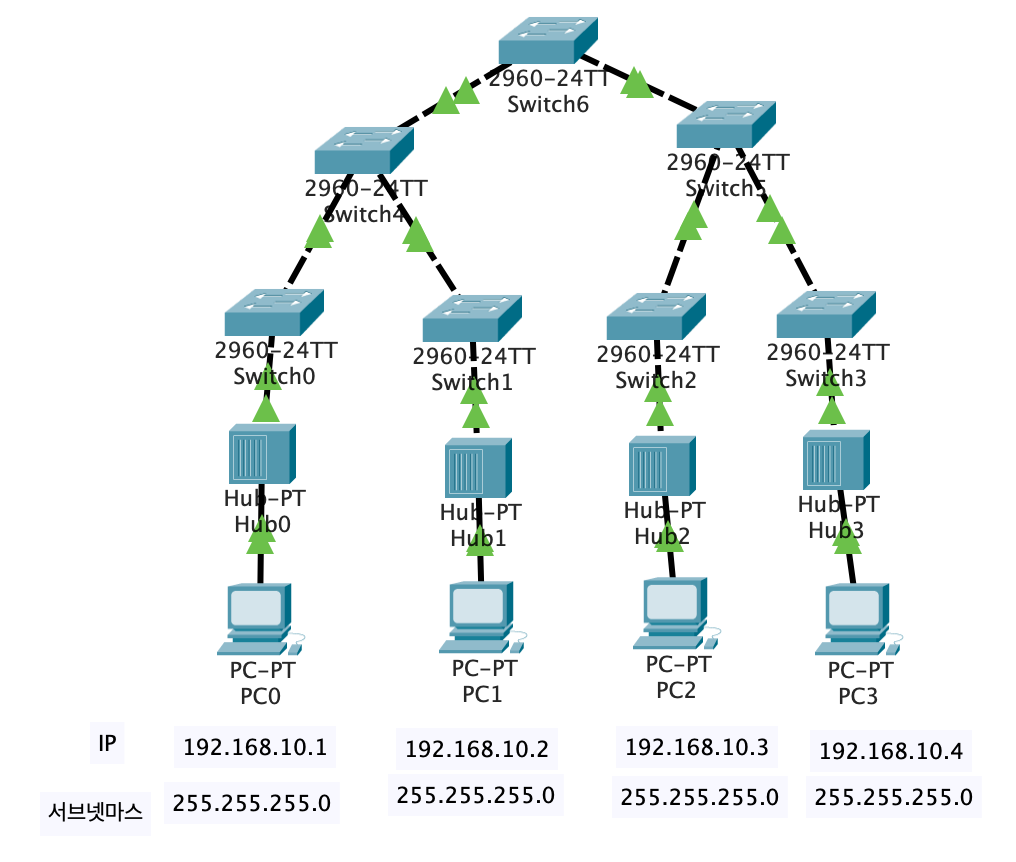 2960-24TT
Switch6
2960-24TT
Switch4
2960-24TT
Switch5
2960-24TT
Switch0
2960-24TT
Switch1
2960-24TT
Switch2
2960-24TT
Switch3
Hub-PT
Hub0
Hub-PT
Hub1
Hub-PT
Hub2
Hub-PT
Hub3
PC-PT
PC0
PC-PT
PC1
PC-PT
PC2
PC-PT
PC3
IP 192.168.10.1 192.168.10.2 192.168.10.3 192.168.10.4
서브넷마스 255.255.255.0 255.255.255.0 255.255.255.0 255.255.255.0